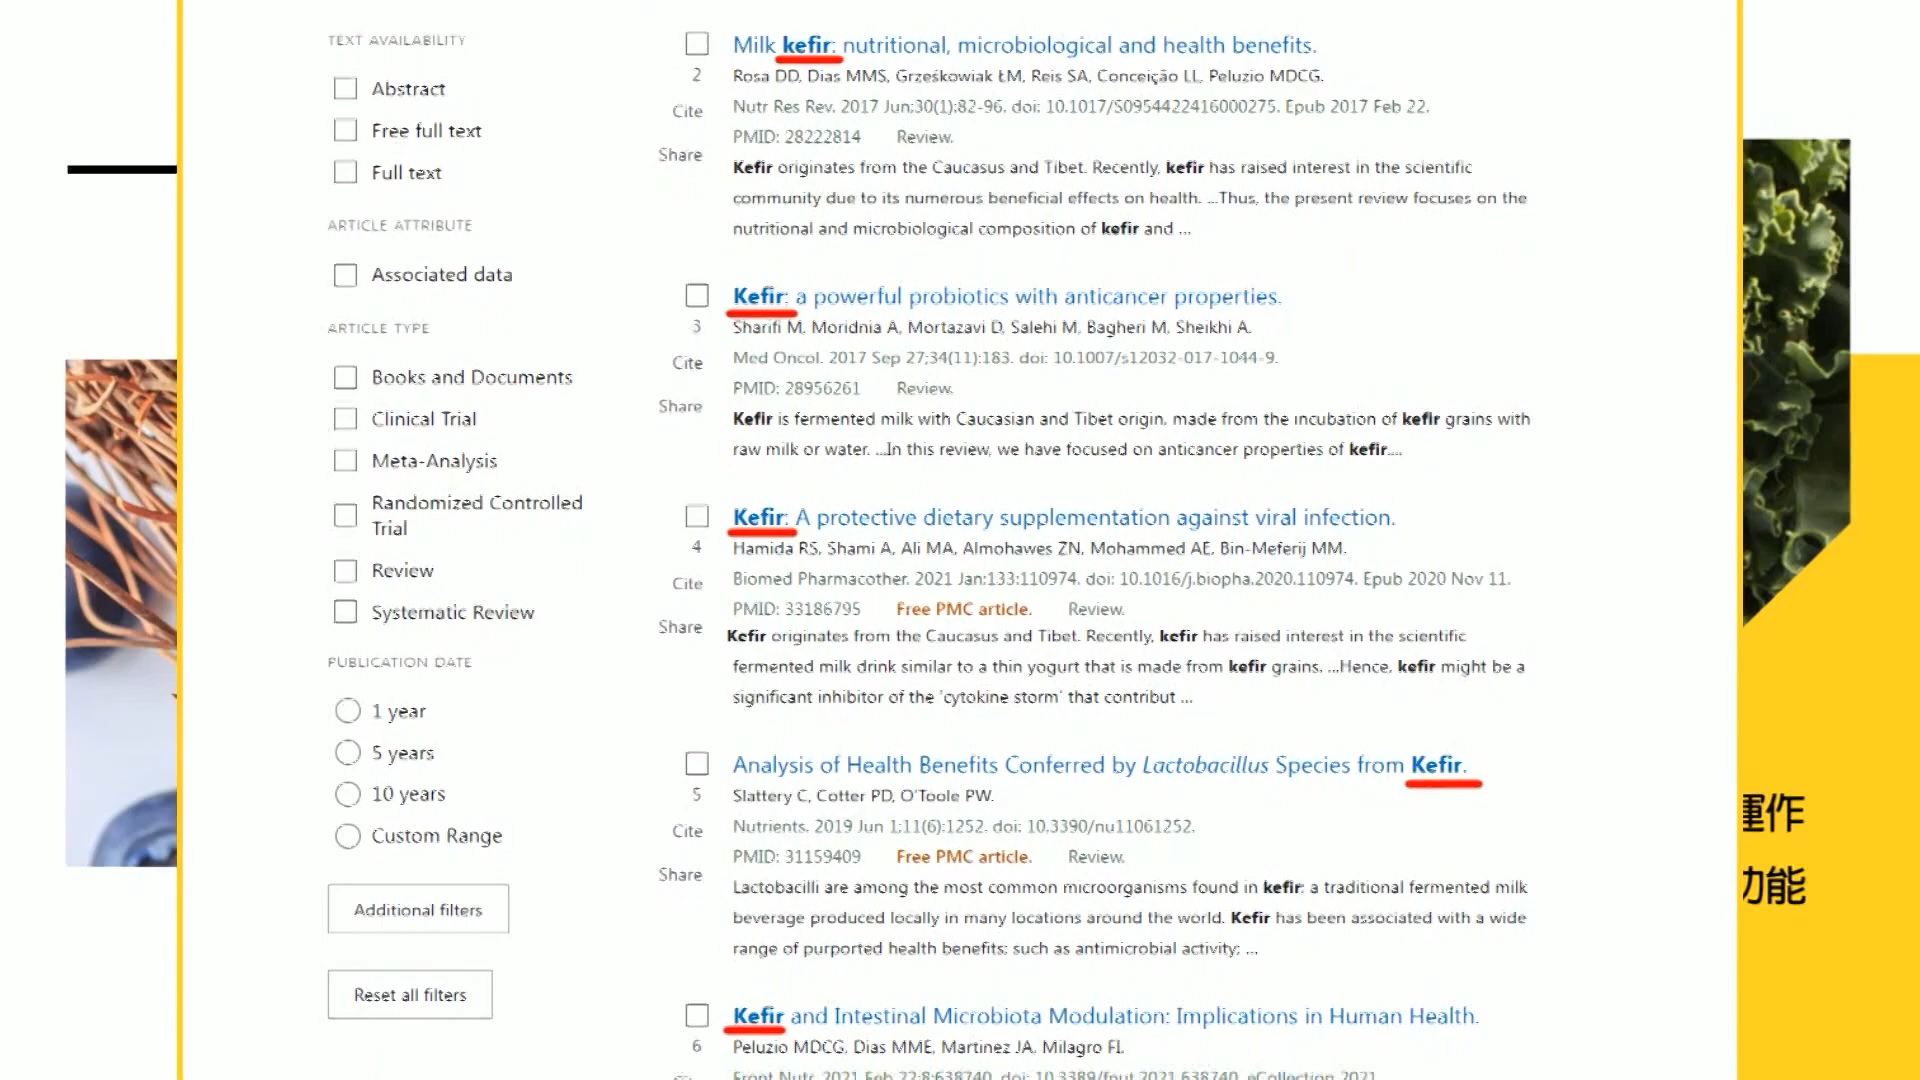 TEXT AVAILABILITY
Abstract
Free full text
Full text
ARTICLE ATTRIBUTE
Associated data
ARTICLE TYPE
Books and Documents
Clinical Trial
Meta-Analysis
Randomized Controlled
Trial
Review
Systematic Review
PUBLICATION DATE
1 year
5 years
10 years
Custom Range
Additional filters
Reset all filters
Milk kefir: nutritional, microbiological and health benefits.
2
Rosa DD, Dias MMS, Grześkowiak ŁM, Reis SA, Conceição LL, Peluzio MDCG.
Cite
Nutr Res Rev. 2017 Jun;30(1):82-96. doi: 10.1017/S0954422416000275. Epub 2017 Feb 22.
PMID: 28222814 Review.
Share
Kefir originates from the Caucasus and Tibet. Recently, kefir has raised interest in the scientific
community due to its numerous beneficial effects on health. ...Thus, the present review focuses on the
nutritional and microbiological composition of kefir and ...
Kefir: a powerful probiotics with anticancer properties.
3
Sharifi M, Moridnia A, Mortazavi D, Salehi M, Bagheri M, Sheikhi A.
Cite
Med Oncol. 2017 Sep 27;34(11):183. doi: 10.1007/s12032-017-1044-9.
PMID: 28956261 Review.
Share
Kefir is fermented milk with Caucasian and Tibet origin, made from the incubation of kefir grains with
raw milk or water. ...In this review, we have focused on anticancer properties of kefir....
Kefir: A protective dietary supplementation against viral infection.
4
Hamida RS, Shami A, Ali MA, Almohawes ZN, Mohammed AE, Bin-Meferij MM.
Cite
Biomed Pharmacother. 2021 Jan;133:110974. doi: 10.1016/j.biopha.2020.110974. Epub 2020 Nov 11.
PMID: 33186795 Free PMC article. Review.
Share
Kefir originates from the Caucasus and Tibet. Recently, kefir has raised interest in the scientific
fermented milk drink similar to a thin yogurt that is made from kefir grains. ...Hence, kefir might be a
significant inhibitor of the 'cytokine storm' that contribut ...
Analysis of Health Benefits Conferred by Lactobacillus Species from Kefir.
5
Slattery C, Cotter PD, O'Toole PW.
Cite
Nutrients. 2019 Jun 1;11(6):1252. doi: 10.3390/nu11061252.
PMID: 31159409 Free PMC article. Review.
Share
Lactobacilli are among the most common microorganisms found in kefir; a traditional fermented milk
beverage produced locally in many locations around the world. Kefir has been associated with a wide
range of purported health benefits; such as antimicrobial activity; ...
Kefir and Intestinal Microbiota Modulation: Implications in Human Health.
6
Peluzio MDCG, Dias MME, Martinez JA, Milagro FI.
Front Nutr. 2021 Feb 22;8:638740. doi: 10.3389/fnut.2021.638740. eCollection 2021.
運作
功能